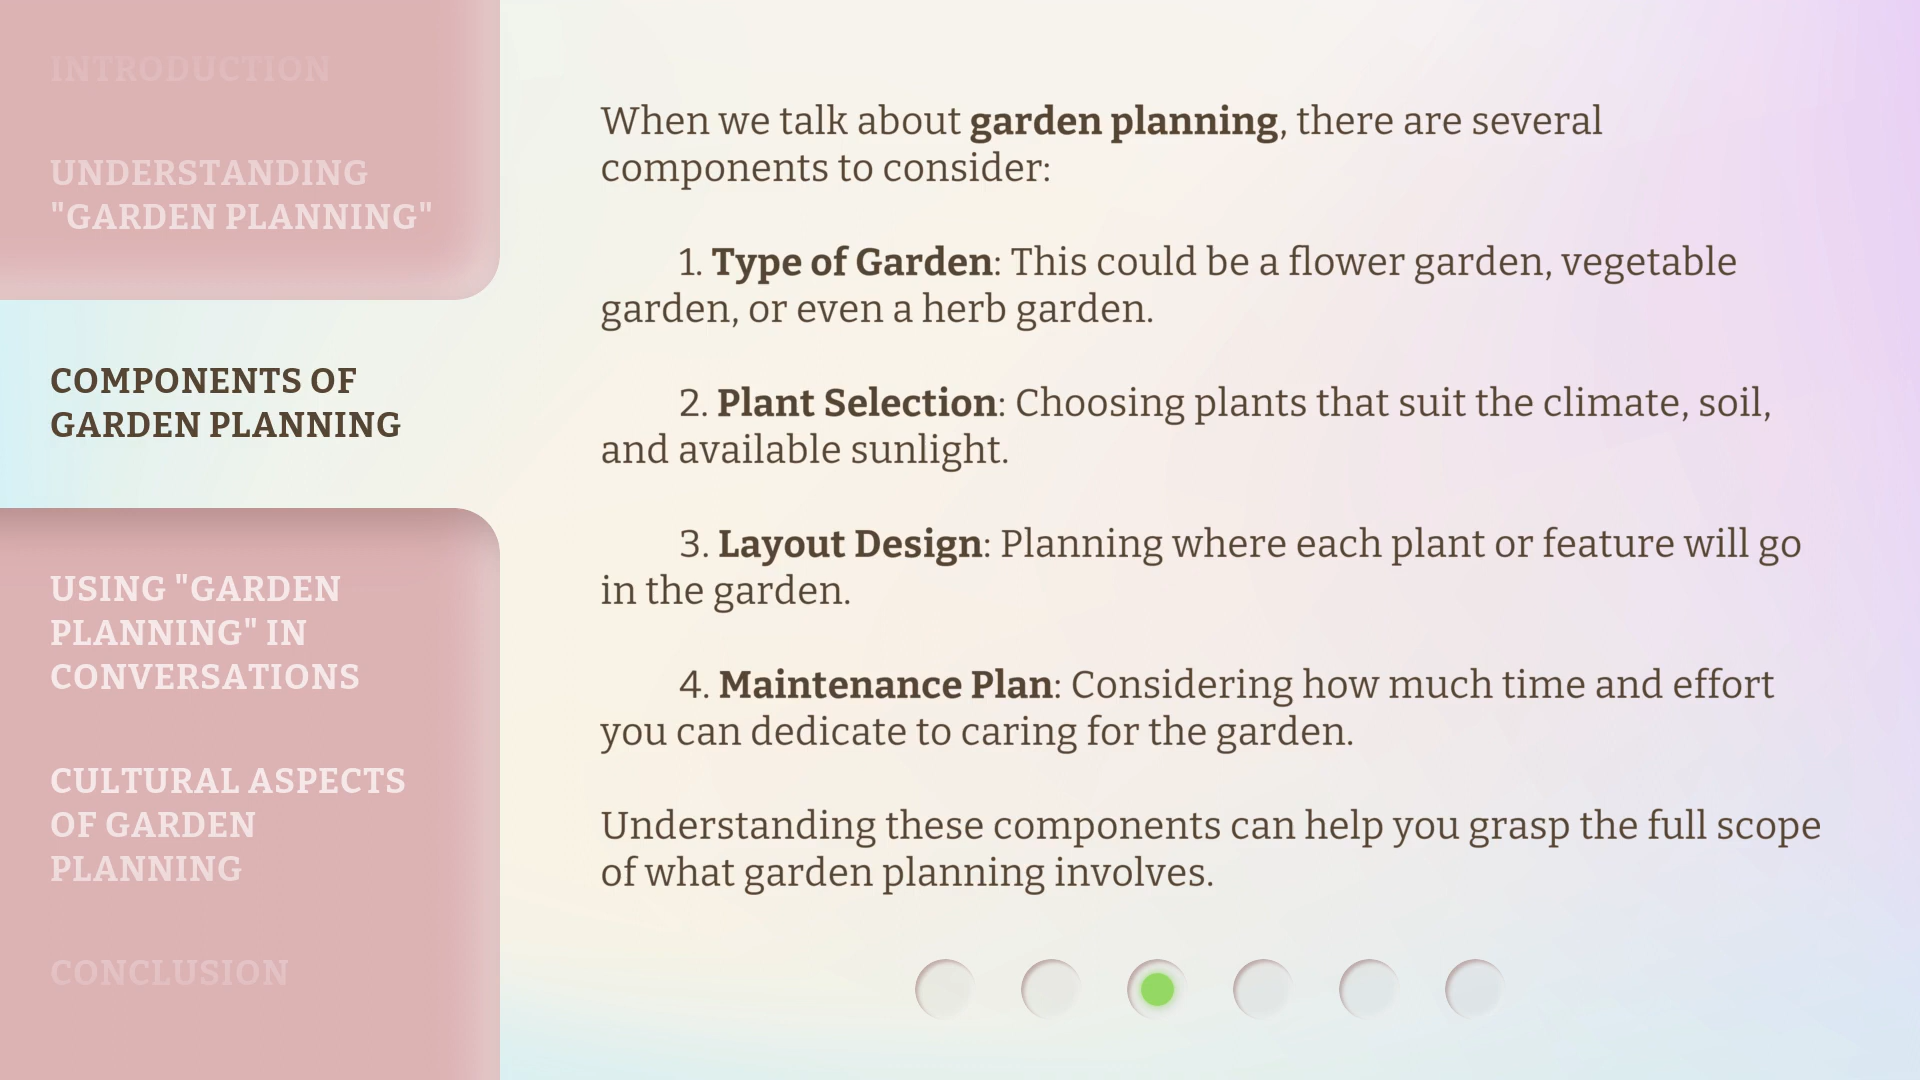 INTRODUCTION
UNDERSTANDING
"GARDEN PLANNING"
COMPONENTS OF
GARDEN PLANNING
USING "GARDEN
PLANNING" IN
CONVERSATIONS
CULTURAL ASPECTS
OF GARDEN
PLANNING
CONCLUSION
When we talk about garden planning, there are several
components to consider:
1. Type of Garden: This could be a flower garden, vegetable
garden, or even a herb garden.
2. Plant Selection: Choosing plants that suit the climate, soil,
and available sunlight.
3. Layout Design: Planning where each plant or feature will go
in the garden.
4. Maintenance Plan: Considering how much time and effort
you can dedicate to caring for the garden.
Understanding these components can help you grasp the full scope
of what garden planning involves.